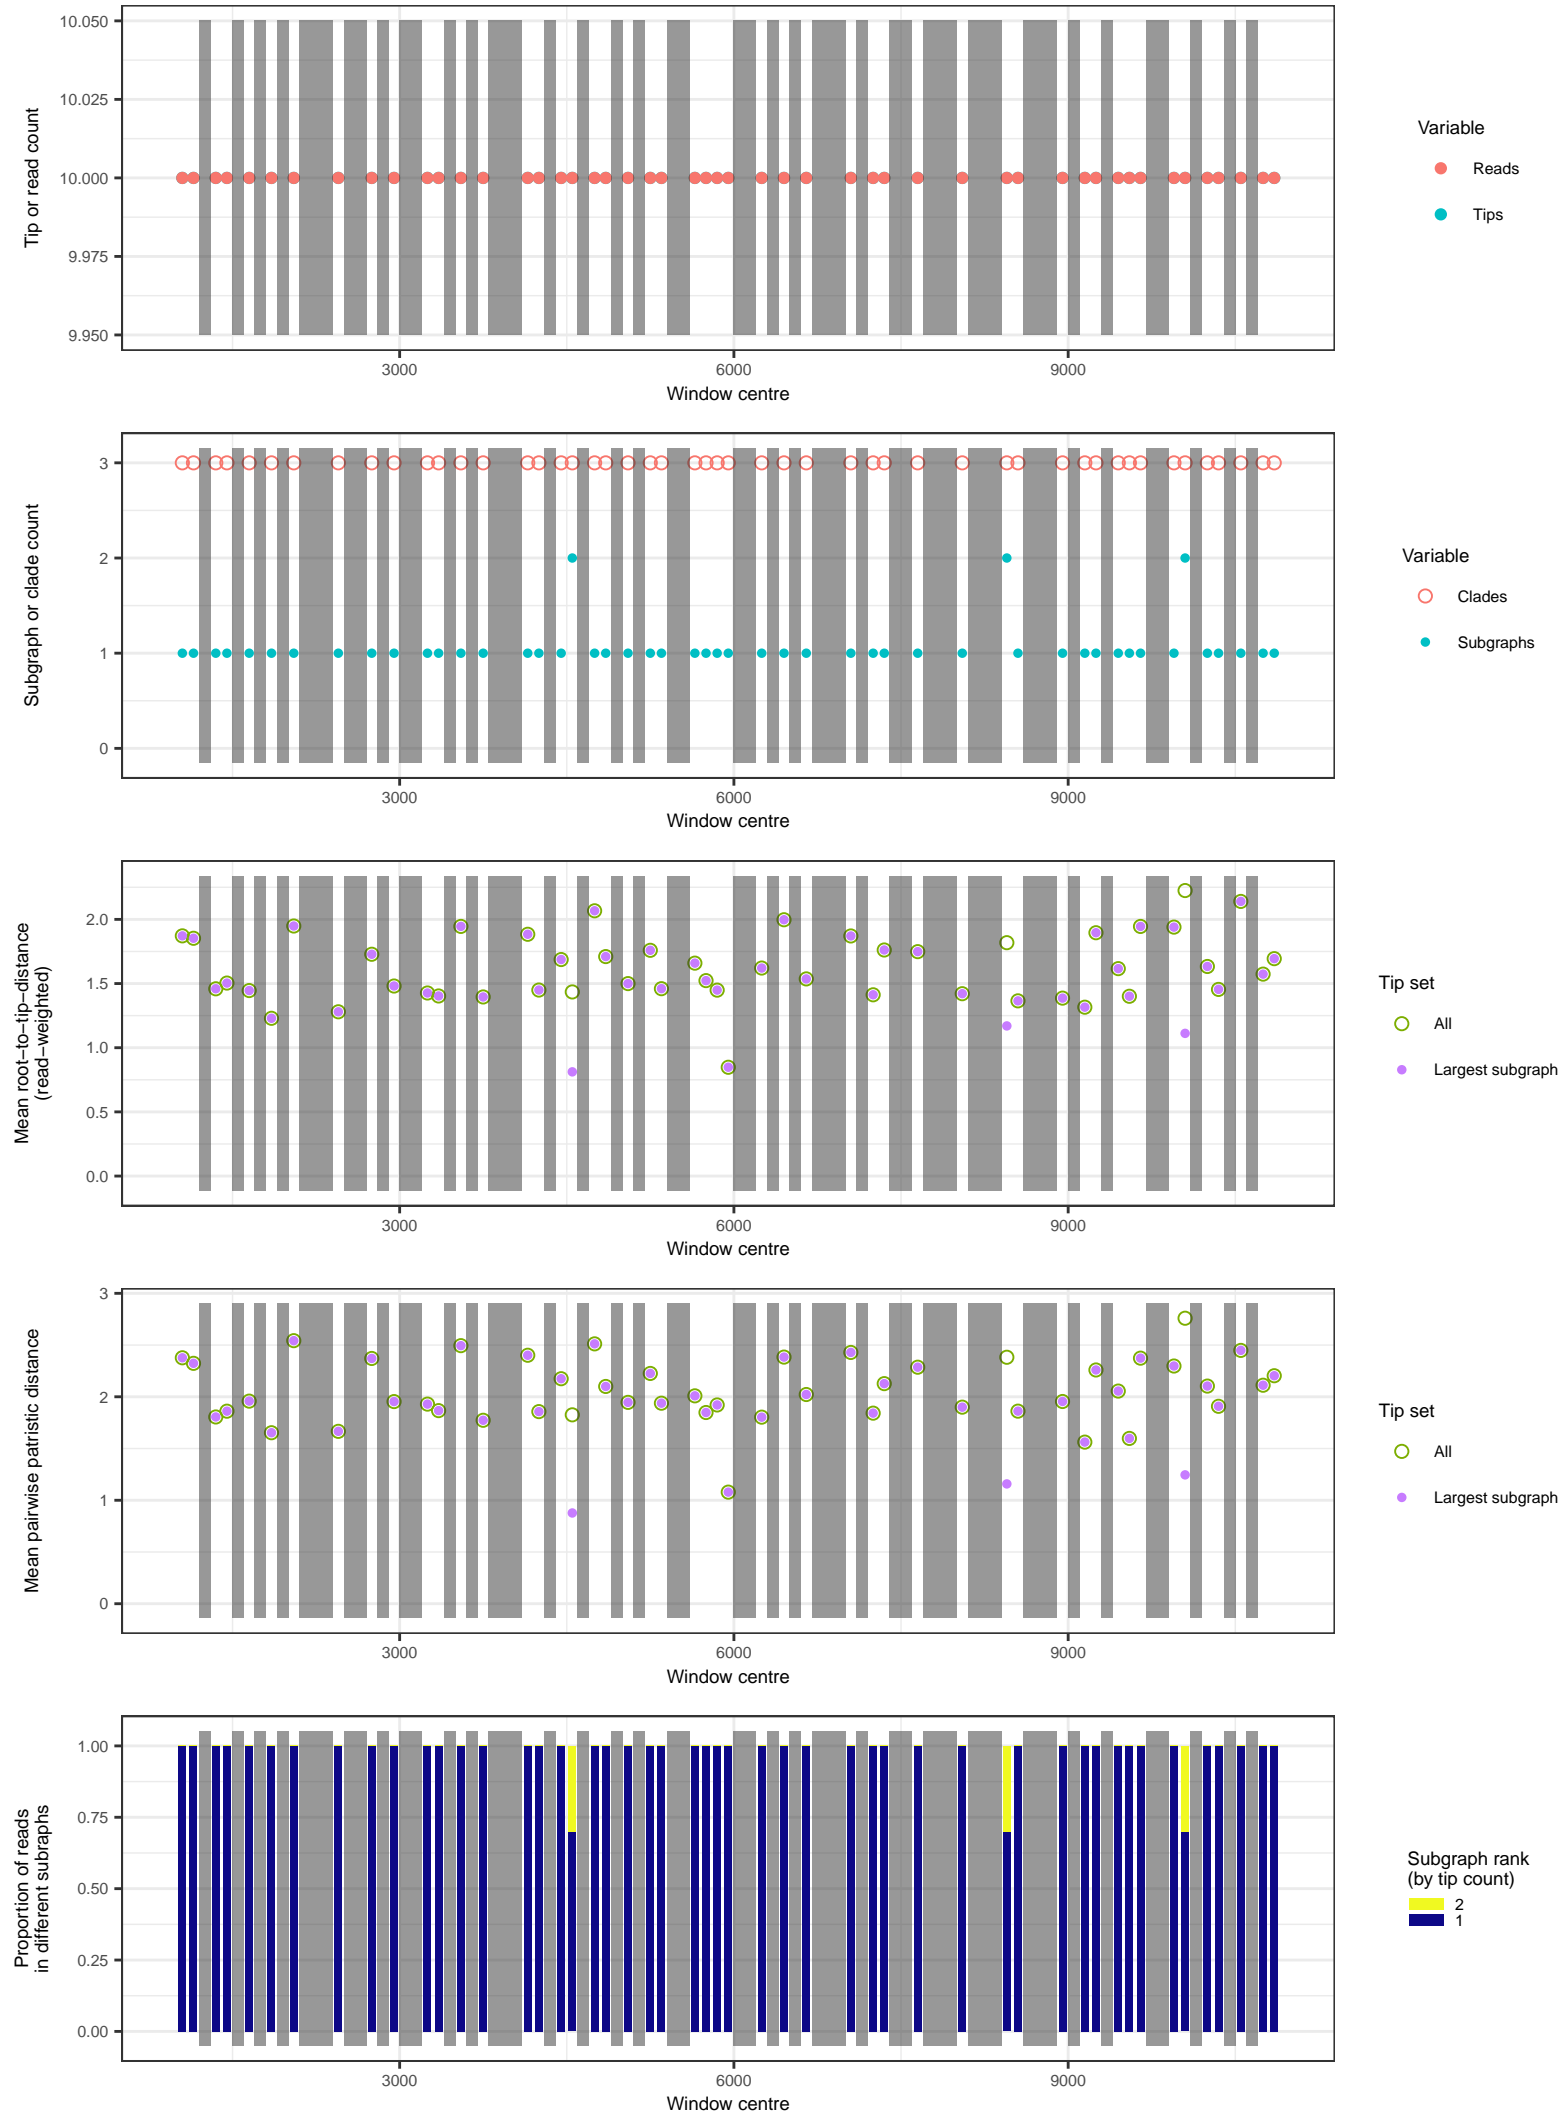 10.050
10.025
10.000
9.975
9.950
Tip or read count
3000 6000 9000
Window centre
Variable
Reads
Tips
3
2
1
0
Subgraph or clade count
3000 6000 9000
Window centre
Variable
Clades
Subgraphs
2.0
1.5
1.0
0.5
0.0
Mean root−to−tip−distance
(read−weighted)
3000 6000 9000
Window centre
Tip set
All
Largest subgraph
3
2
1
0
Mean pairwise patristic distance
3000 6000 9000
Window centre
Tip set
All
Largest subgraph
1.00
0.75
0.50
0.25
0.00
Proportion of reads
in different subraphs
3000 6000 9000
Window centre
Subgraph rank
(by tip count)
2
1